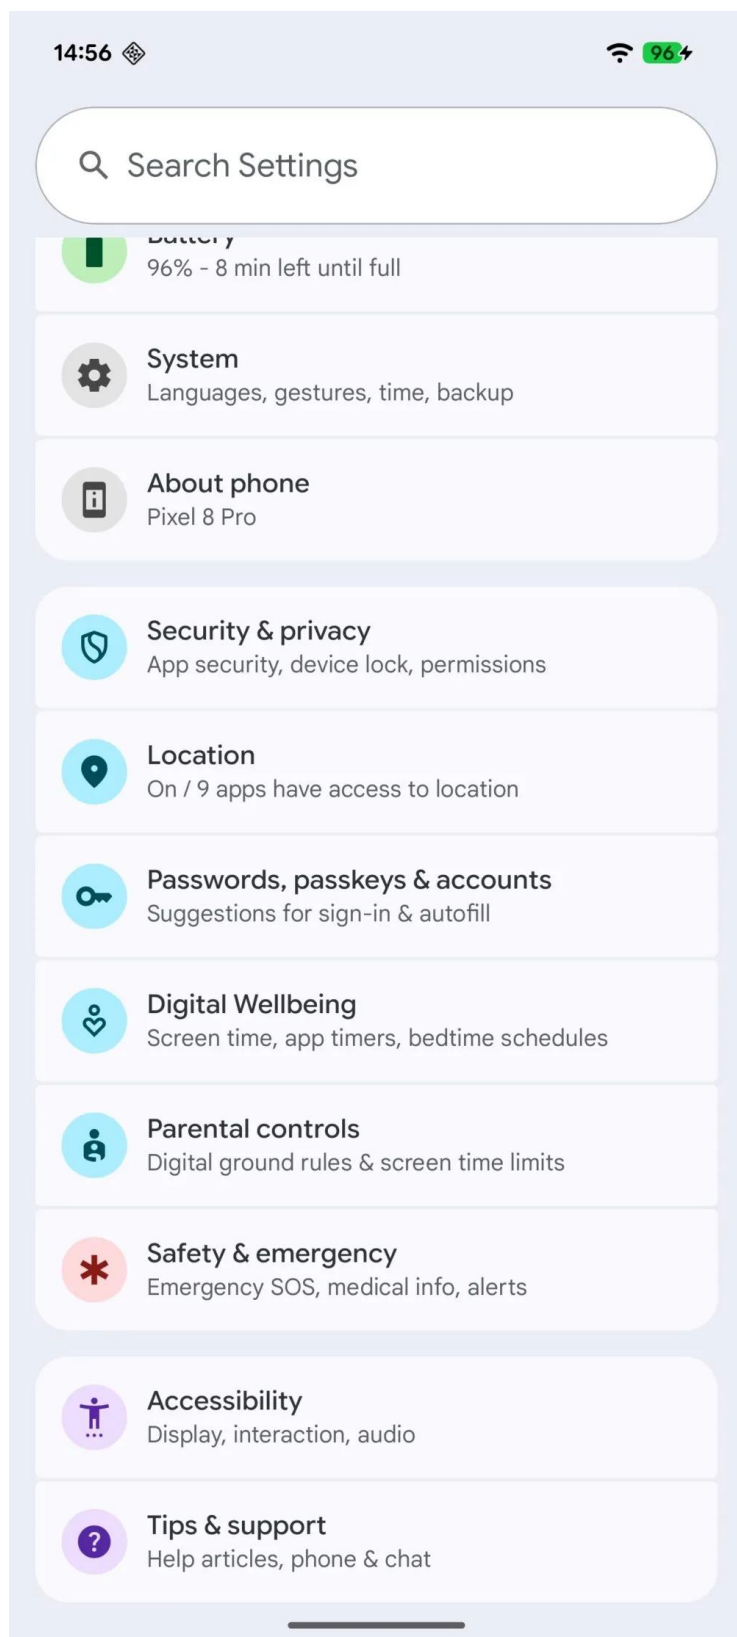 14:56
96
Search Settings
Battery
96% - 8 min left until full
System
Languages, gestures, time, backup
About phone
Pixel 8 Pro
Security & privacy
App security, device lock, permissions
Location
On / 9 apps have access to location
Passwords, passkeys & accounts
Suggestions for sign-in & autofill
Digital Wellbeing
Screen time, app timers, bedtime schedules
Parental controls
Digital ground rules & screen time limits
Safety & emergency
Emergency SOS, medical info, alerts
Accessibility
Display, interaction, audio
Tips & support
Help articles, phone & chat